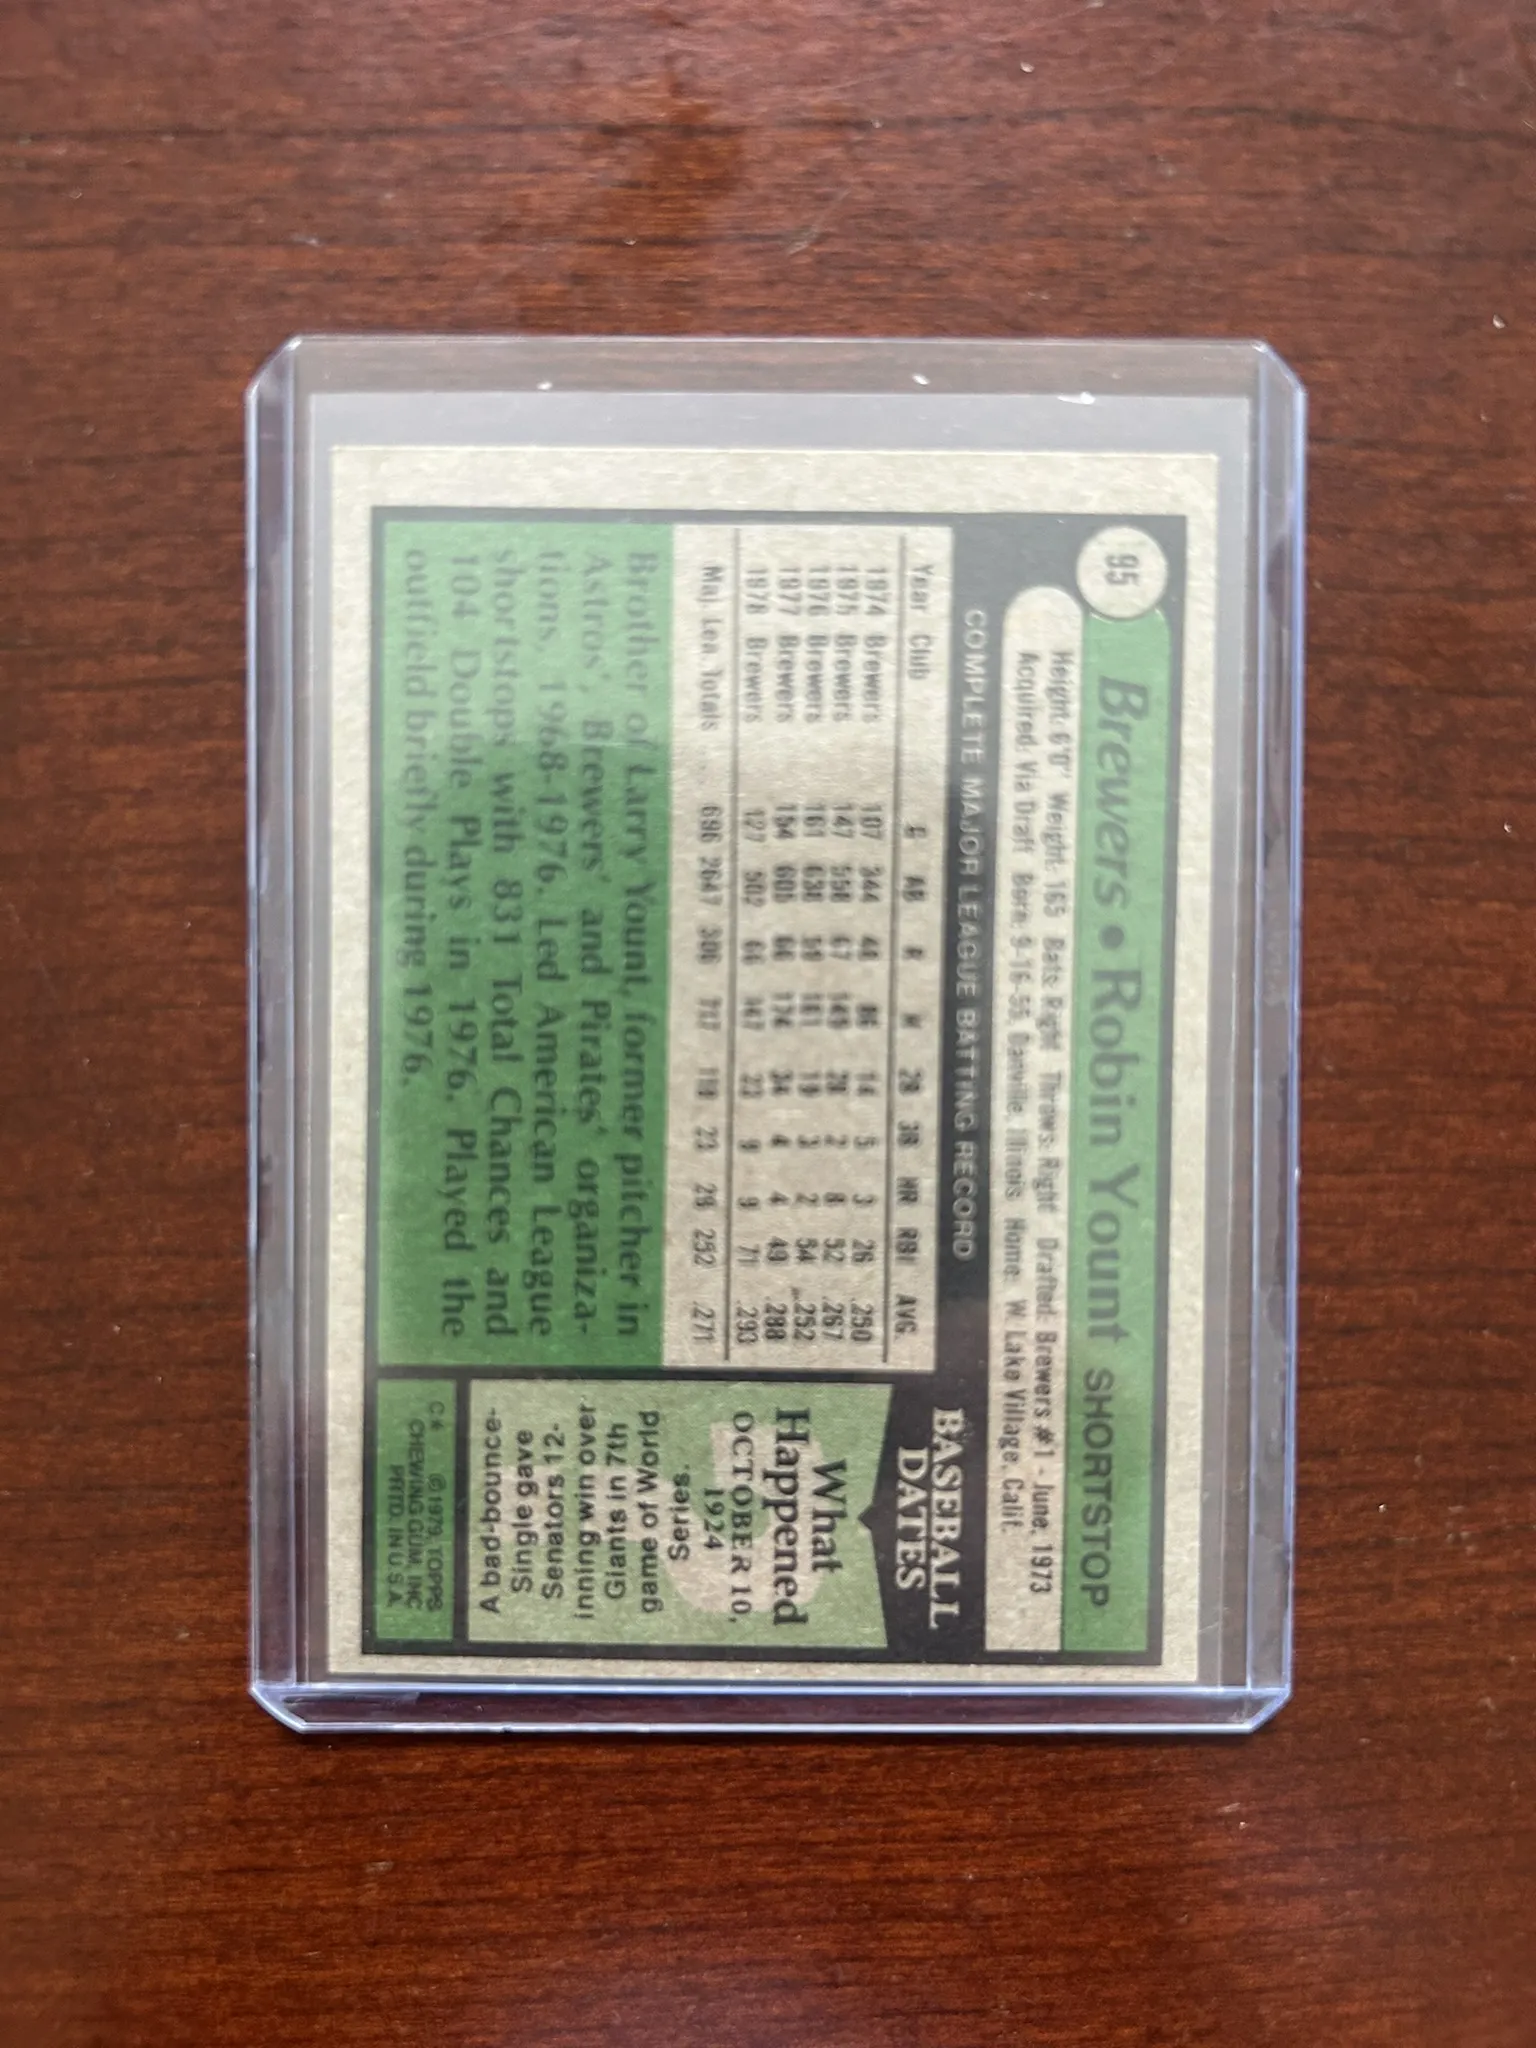 95
Brewers • Robin Yount SHORTSTOP
Height: 6'0" Weight: 165 Bats: Right Throws: Right Drafted: Brewers #1 - June, 1973
Acquired: Via Draft Born: 9-16-55, Danville, Illinois Home: W. Lake Village, Calif.
COMPLETE MAJOR LEAGUE BATTING RECORD
Year Club G AB R H 2B 3B HR RBI AVG.
1974 Brewers 107 344 48 86 14 5 3 26 .250
1975 Brewers 147 558 67 149 28 2 8 52 .267
1976 Brewers 161 638 59 161 19 3 2 54 .252
1977 Brewers 154 605 66 174 34 4 4 49 .288
1978 Brewers 127 502 66 147 23 9 9 71 .293
Maj. Lea. Totals 696 2647 306 717 118 23 26 252 .271
Brother of Larry Yount, former pitcher in
Astros', Brewers' and Pirates' organiza-
tions, 1968-1976. Led American League
shortstops with 831 Total Chances and
104 Double Plays in 1976. Played the
outfield briefly during 1976.
BASEBALL
DATES
What
Happened
OCTOBER 10,
1924
A bad-bounce-
Single gave
Senators 12-
inning win over
Giants in 7th
game of World
Series.
C* © 1979, TOPPS
CHEWING GUM, INC
PRTD. IN U.S.A.